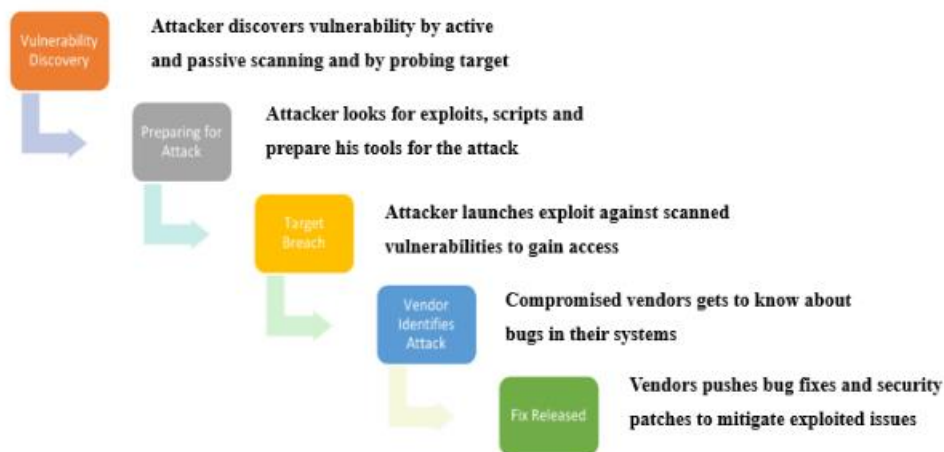 Vulnerability
Discovery
Attacker discovers vulnerability by active
and passive scanning and by probing target
Preparing for
Attack
Attacker looks for exploits, scripts and
prepare his tools for the attack
Target
Breach
Attacker launches exploit against scanned
vulnerabilities to gain access
Vendor
Identifies
Attack
Compromised vendors gets to know about
bugs in their systems
Fix Released
Vendors pushes bug fixes and security
patches to mitigate exploited issues